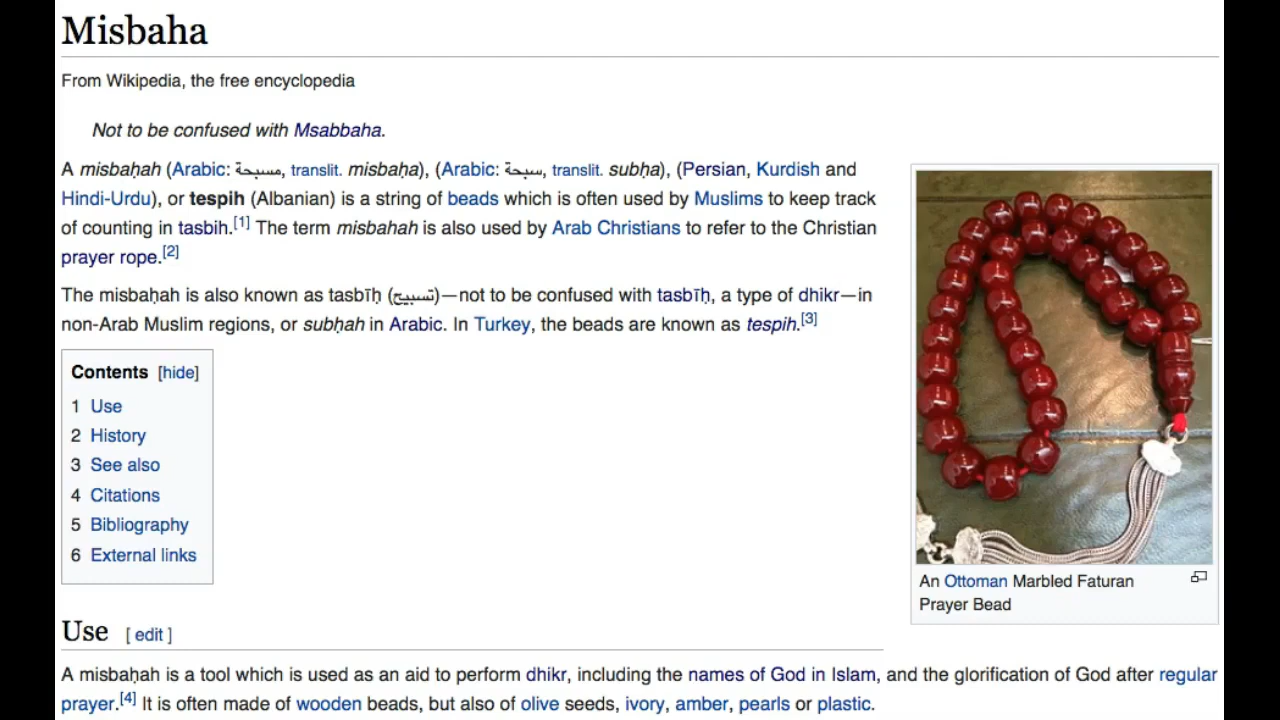 Misbaha
From Wikipedia, the free encyclopedia
Not to be confused with Msabbaha.
A misbaḥah (Arabic: مسبحة, translit. misbaḥa), (Arabic: سبحة, translit. subḥa), (Persian, Kurdish and
Hindi-Urdu), or tespih (Albanian) is a string of beads which is often used by Muslims to keep track
of counting in tasbih.[1] The term misbahah is also used by Arab Christians to refer to the Christian
prayer rope.[2]
The misbaḥah is also known as tasbīḥ (تسبيح)—not to be confused with tasbīḥ, a type of dhikr—in
non-Arab Muslim regions, or subḥah in Arabic. In Turkey, the beads are known as tespih.[3]
Contents [hide]
1 Use
2 History
3 See also
4 Citations
5 Bibliography
6 External links
An Ottoman Marbled Faturan
Prayer Bead
Use [ edit ]
A misbaḥah is a tool which is used as an aid to perform dhikr, including the names of God in Islam, and the glorification of God after regular
prayer.[4] It is often made of wooden beads, but also of olive seeds, ivory, amber, pearls or plastic.